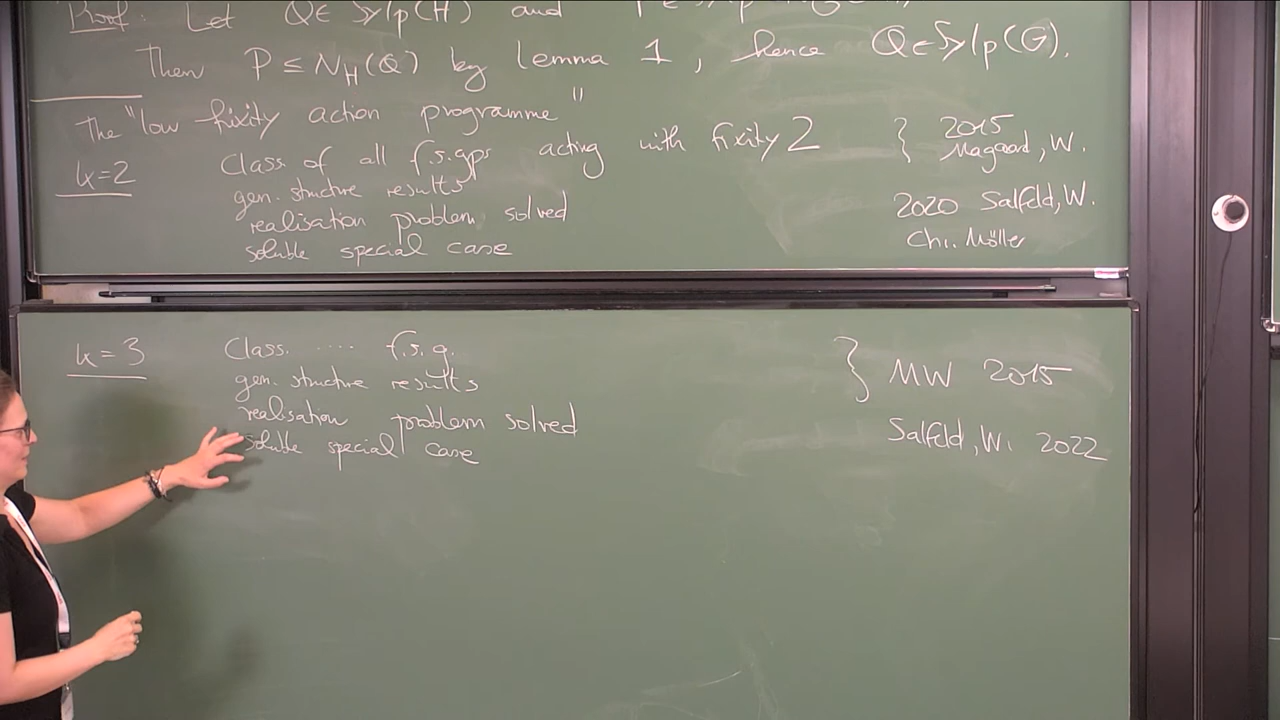 Proof: Let Q ∈ Sylp(H) and
Then P ≤ N_H(Q) by lemma 1, hence Q ∈ Sylp(G).
The "low fixity action programme"
k=2 Class. of all f.s.gps acting with fixity 2 } 2015 Magaard, W.
gen. structure results
realisation problem solved 2020 Salfeld, W.
soluble special case Chr. Möller
k=3 Class. .... f.s.g. } MW 2015
gen. structure results
realisation problem solved Salfeld, W. 2022
soluble special case